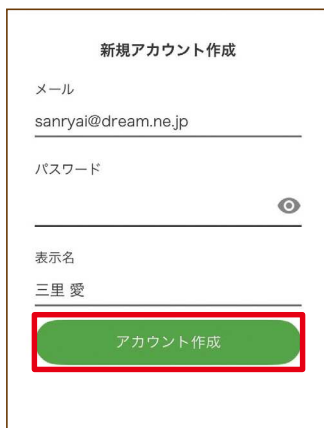 新規アカウント作成
メール
sanryai@dream.ne.jp
パスワード
表示名
三里 愛
アカウント作成